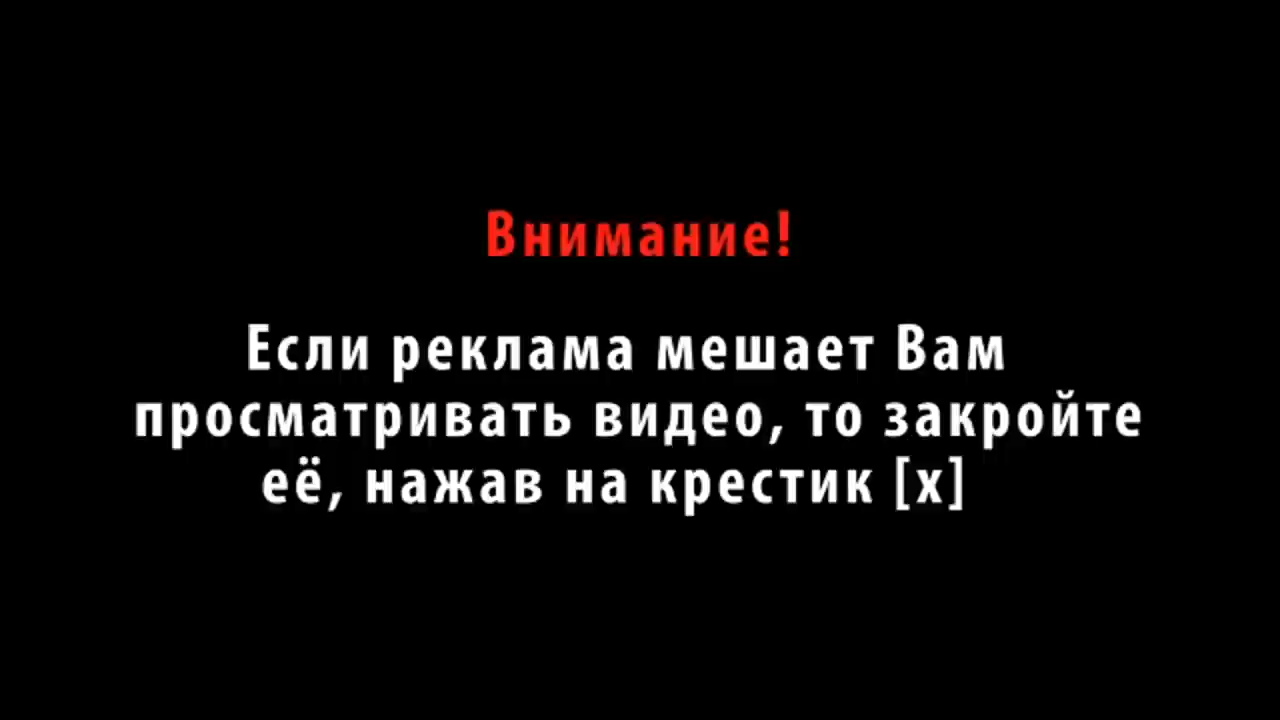 Внимание!
Если реклама мешает Вам
просматривать видео, то закройте
её, нажав на крестик [x]